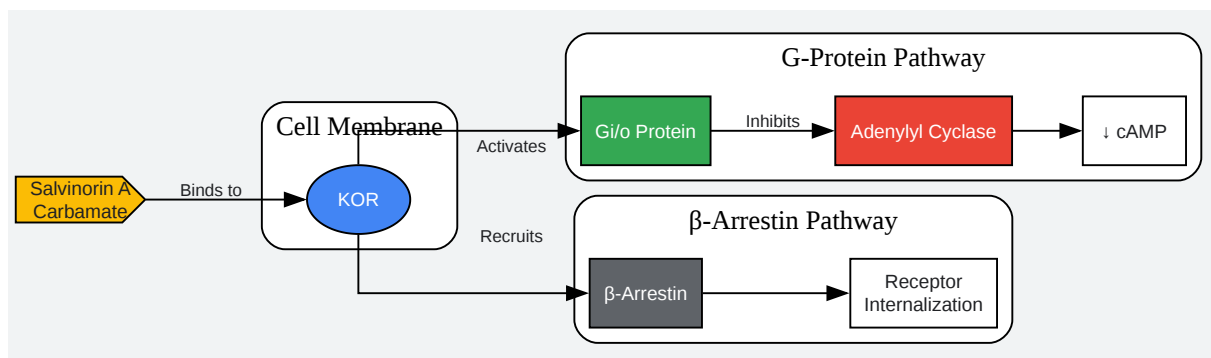 Salvinorin A
Carbamate
Binds to
Cell Membrane
KOR
Activates
Recruits
G-Protein Pathway
Gi/o Protein
Inhibits
Adenylyl Cyclase
↓ cAMP
β-Arrestin Pathway
β-Arrestin
Receptor
Internalization